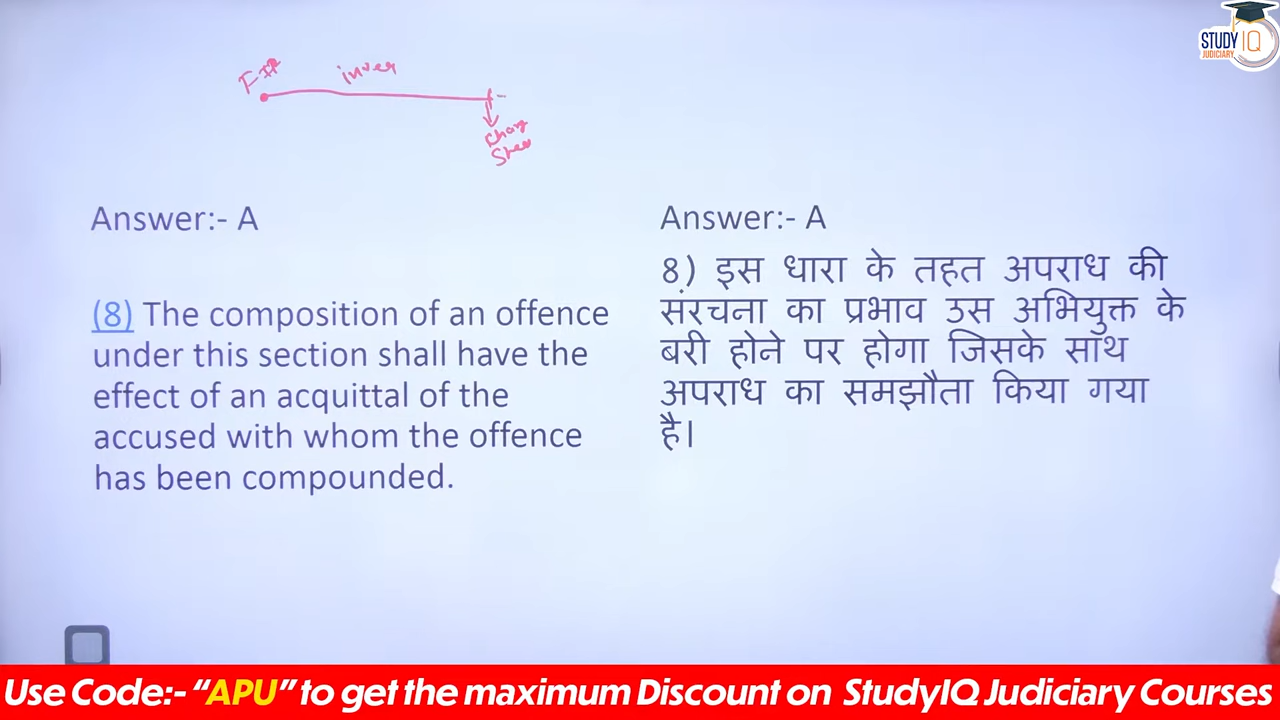 STUDY IQ
JUDICIARY
FIR
inves
Charge
Shee
Answer:- A
(8) The composition of an offence
under this section shall have the
effect of an acquittal of the
accused with whom the offence
has been compounded.
Answer:- A
8) इस धारा के तहत अपराध की
संरचना का प्रभाव उस अभियुक्त के
बरी होने पर होगा जिसके साथ
अपराध का समझौता किया गया
है।
Use Code:- “APU” to get the maximum Discount on StudyIQ Judiciary Courses